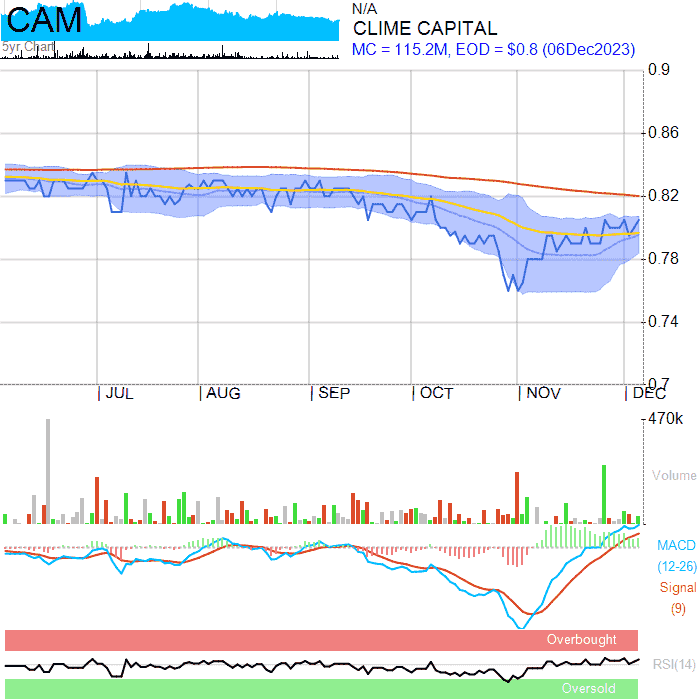 CAM
N/A
CLIME CAPITAL
5yr Chart
MC = 115.2M, EOD = $0.8 (06Dec2023)
0.9
0.86
0.82
0.78
0.74
0.7
JUL AUG SEP OCT NOV DEC
470k
Volume
MACD
(12-26)
Signal
(9)
Overbought
RSI(14)
Oversold